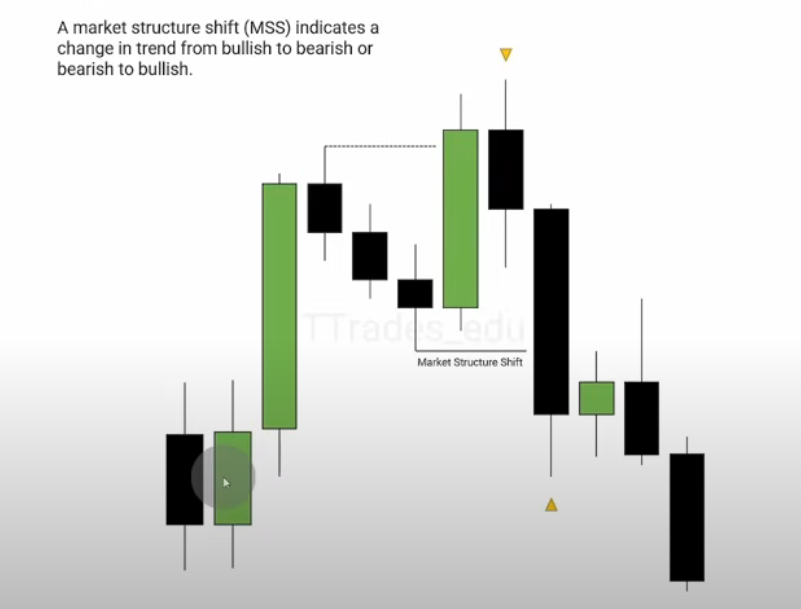 A market structure shift (MSS) indicates a
change in trend from bullish to bearish or
bearish to bullish.
TTrades_edu
Market Structure Shift